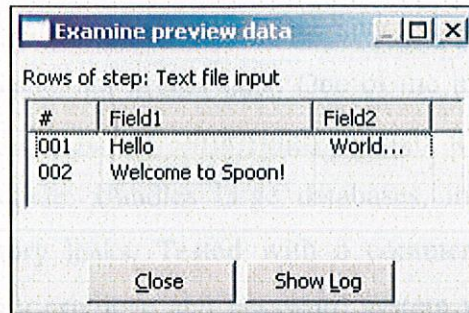 Examine preview data
Rows of step: Text file input
# Field1 Field2
001 Hello World...
002 Welcome to Spoon!
Close Show Log